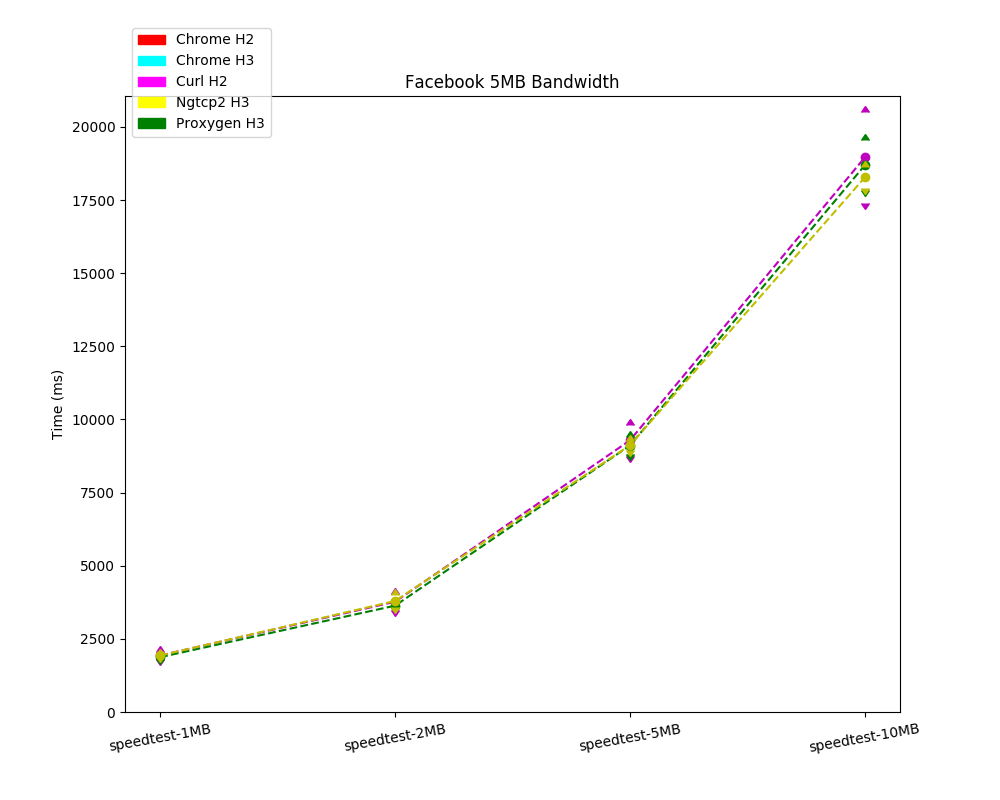 Chrome H2
Chrome H3
Curl H2
Ngtcp2 H3
Proxygen H3
Facebook 5MB Bandwidth
Time (ms)
20000
17500
15000
12500
10000
7500
5000
2500
0
speedtest-1MB
speedtest-2MB
speedtest-5MB
speedtest-10MB